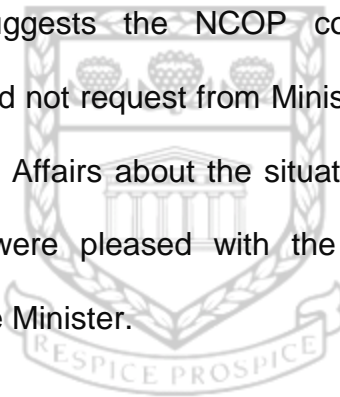 uggests the NCOP co
d not request from Minis
Affairs about the situat
were pleased with the
e Minister.
RESPICE PROSPICE